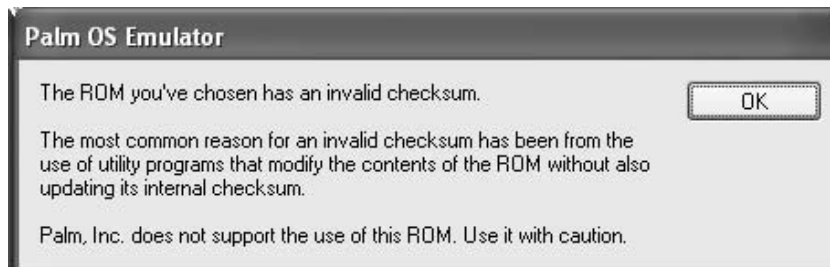 Palm OS Emulator
The ROM you've chosen has an invalid checksum.
OK
The most common reason for an invalid checksum has been from the
use of utility programs that modify the contents of the ROM without also
updating its internal checksum.
Palm, Inc. does not support the use of this ROM. Use it with caution.